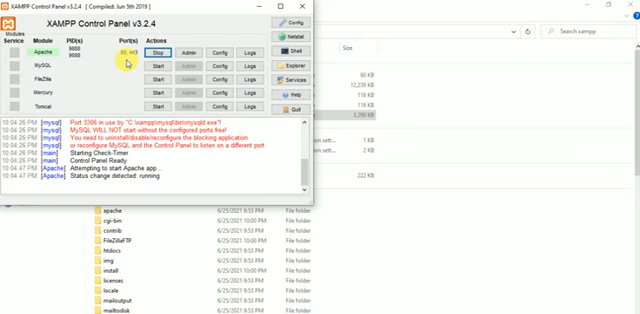 XAMPP Control Panel v3.2.4 [ Compiled: Jun 5th 2019 ]
XAMPP Control Panel v3.2.4
Config
Modules
Service
Module
PID(s)
Port(s)
Actions
Netstat
Apache
9888
9088
80, 443
Stop
Admin
Config
Logs
Shell
MySQL
Start
Admin
Config
Logs
Explorer
FileZilla
Start
Admin
Config
Logs
Services
Mercury
Start
Admin
Config
Logs
Help
Tomcat
Start
Admin
Config
Logs
Quit
10:04:26 PM [mysql] Port 3306 in use by "C:\xampp\mysql\bin\mysqld.exe"!
10:04:26 PM [mysql] MySQL WILL NOT start without the configured ports free!
10:04:26 PM [mysql] You need to uninstall/disable/reconfigure the blocking application
10:04:26 PM [mysql] or reconfigure MySQL and the Control Panel to listen on a different port
10:04:26 PM [main] Starting Check-Timer
10:04:26 PM [main] Control Panel Ready
10:04:47 PM [Apache] Attempting to start Apache app...
10:04:47 PM [Apache] Status change detected: running
Search xampp
Size
60 KB
12,238 KB
116 KB
116 KB
3,290 KB
ion sett... 1 KB
ion sett... 2 KB
222 KB
apache 6/25/2021 9:53 PM File folder
cgi-bin 6/25/2021 10:00 PM File folder
contrib 6/25/2021 9:53 PM File folder
FileZillaFTP 6/25/2021 10:00 PM File folder
htdocs 6/25/2021 9:53 PM File folder
img 6/25/2021 9:53 PM File folder
install 6/25/2021 10:00 PM File folder
licenses 6/25/2021 9:53 PM File folder
locale 6/25/2021 9:53 PM File folder
mailoutput 6/25/2021 9:53 PM File folder
mailtodisk 6/25/2021 9:53 PM File folder